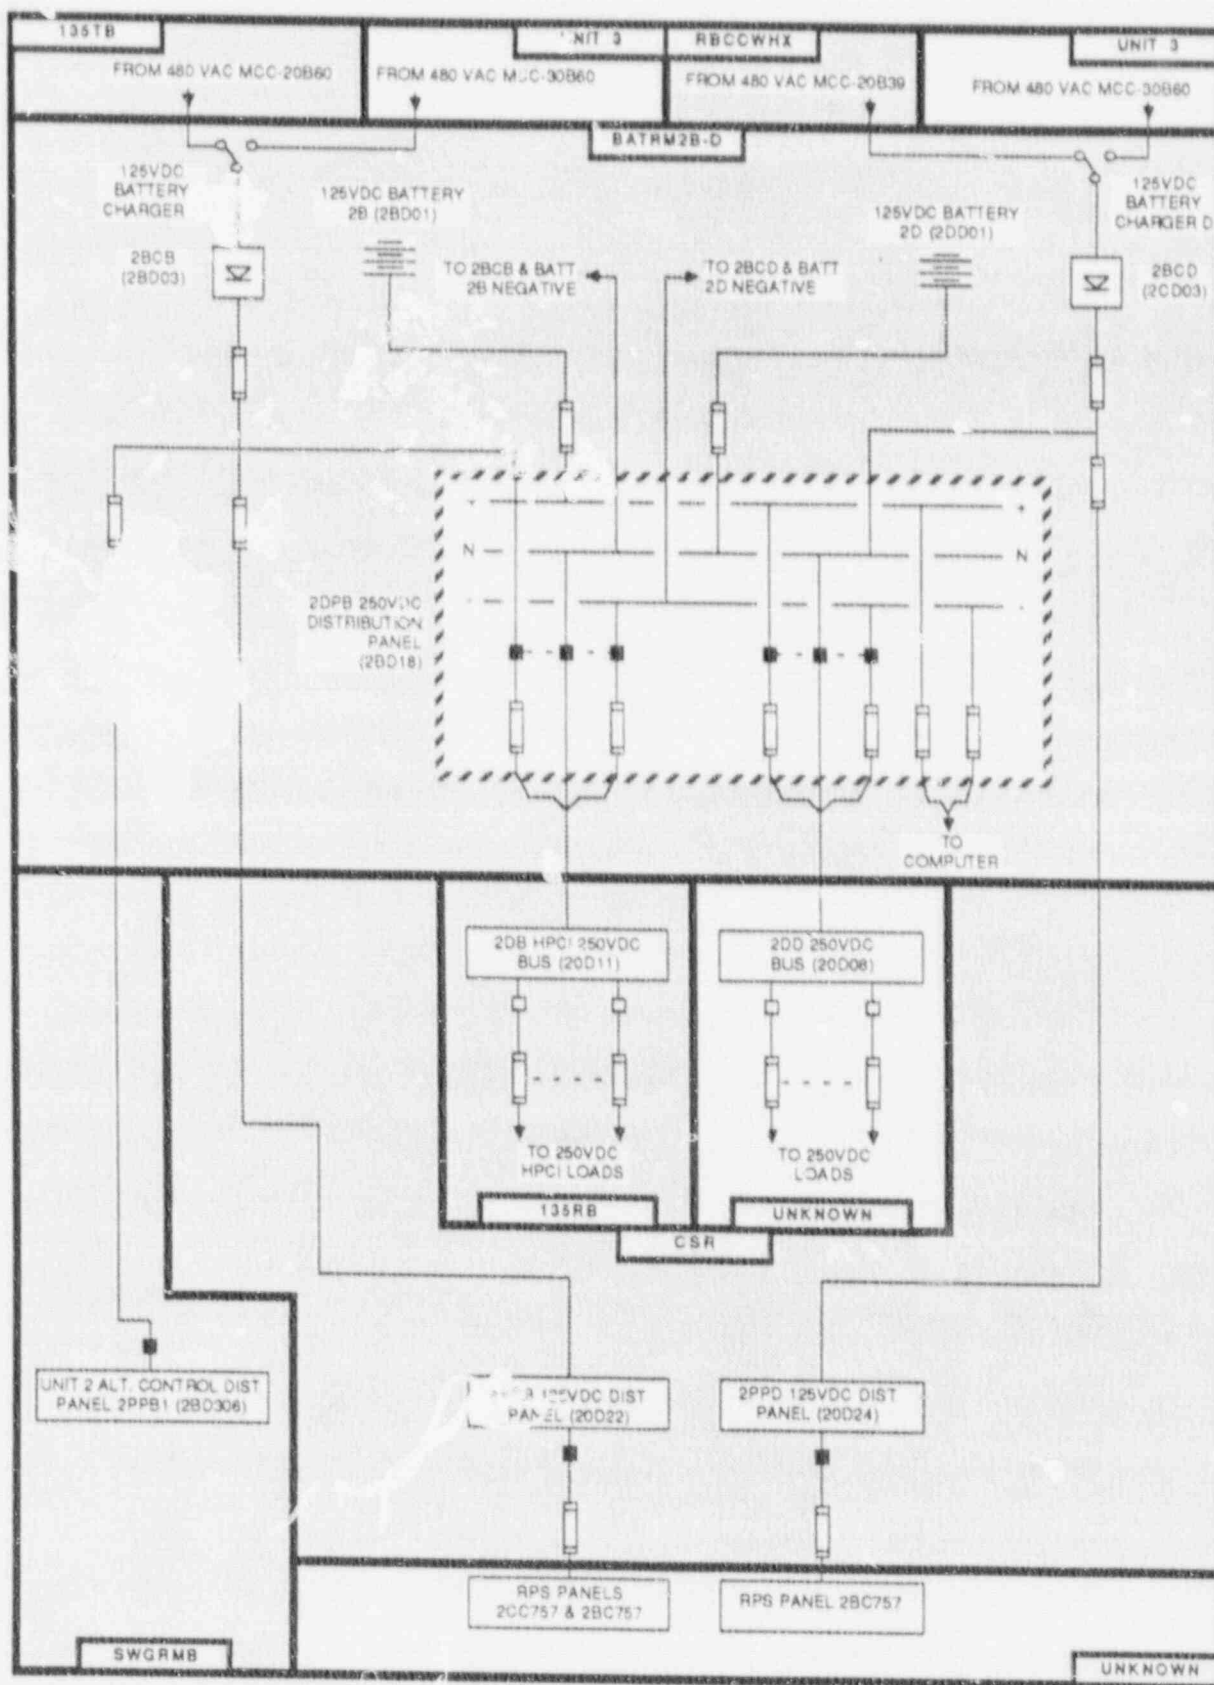 135TB
UNIT 3
RBCCWHX
UNIT 3
FROM 480 VAC MCC-20B60
FROM 480 VAC MCC-30B60
FROM 480 VAC MCC-20B39
FROM 480 VAC MCC-30B60
BATRM2B-D
125VDC
BATTERY
CHARGER
2BCB
(2BD03)
125VDC BATTERY
2B (2BD01)
TO 2BCB & BATT
2B NEGATIVE
TO 2BCD & BATT
2D NEGATIVE
125VDC BATTERY
2D (2DD01)
125VDC
BATTERY
CHARGER D
2BCD
(2CD03)
+ +
N N
- -
2DPB 250VDC
DISTRIBUTION
PANEL
(2BD18)
TO
COMPUTER
2DB HPCI 250VDC
BUS (20D11)
2DD 250VDC
BUS (20D08)
TO 250VDC
HPCI LOADS
TO 250VDC
LOADS
135RB
UNKNOWN
CSR
UNIT 2 ALT. CONTROL DIST
PANEL 2PPB1 (2BD306)
125VDC DIST
PANEL (20D22)
2PPD 125VDC DIST
PANEL (20D24)
RPS PANELS
2CC757 & 2BC757
RPS PANEL 2BC757
SWGRMB
UNKNOWN